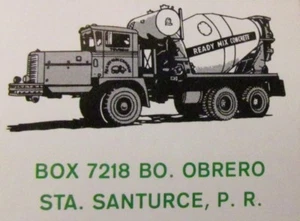 READY MIX CONCRETE
BOX 7218 BO. OBRERO
STA. SANTURCE, P. R.